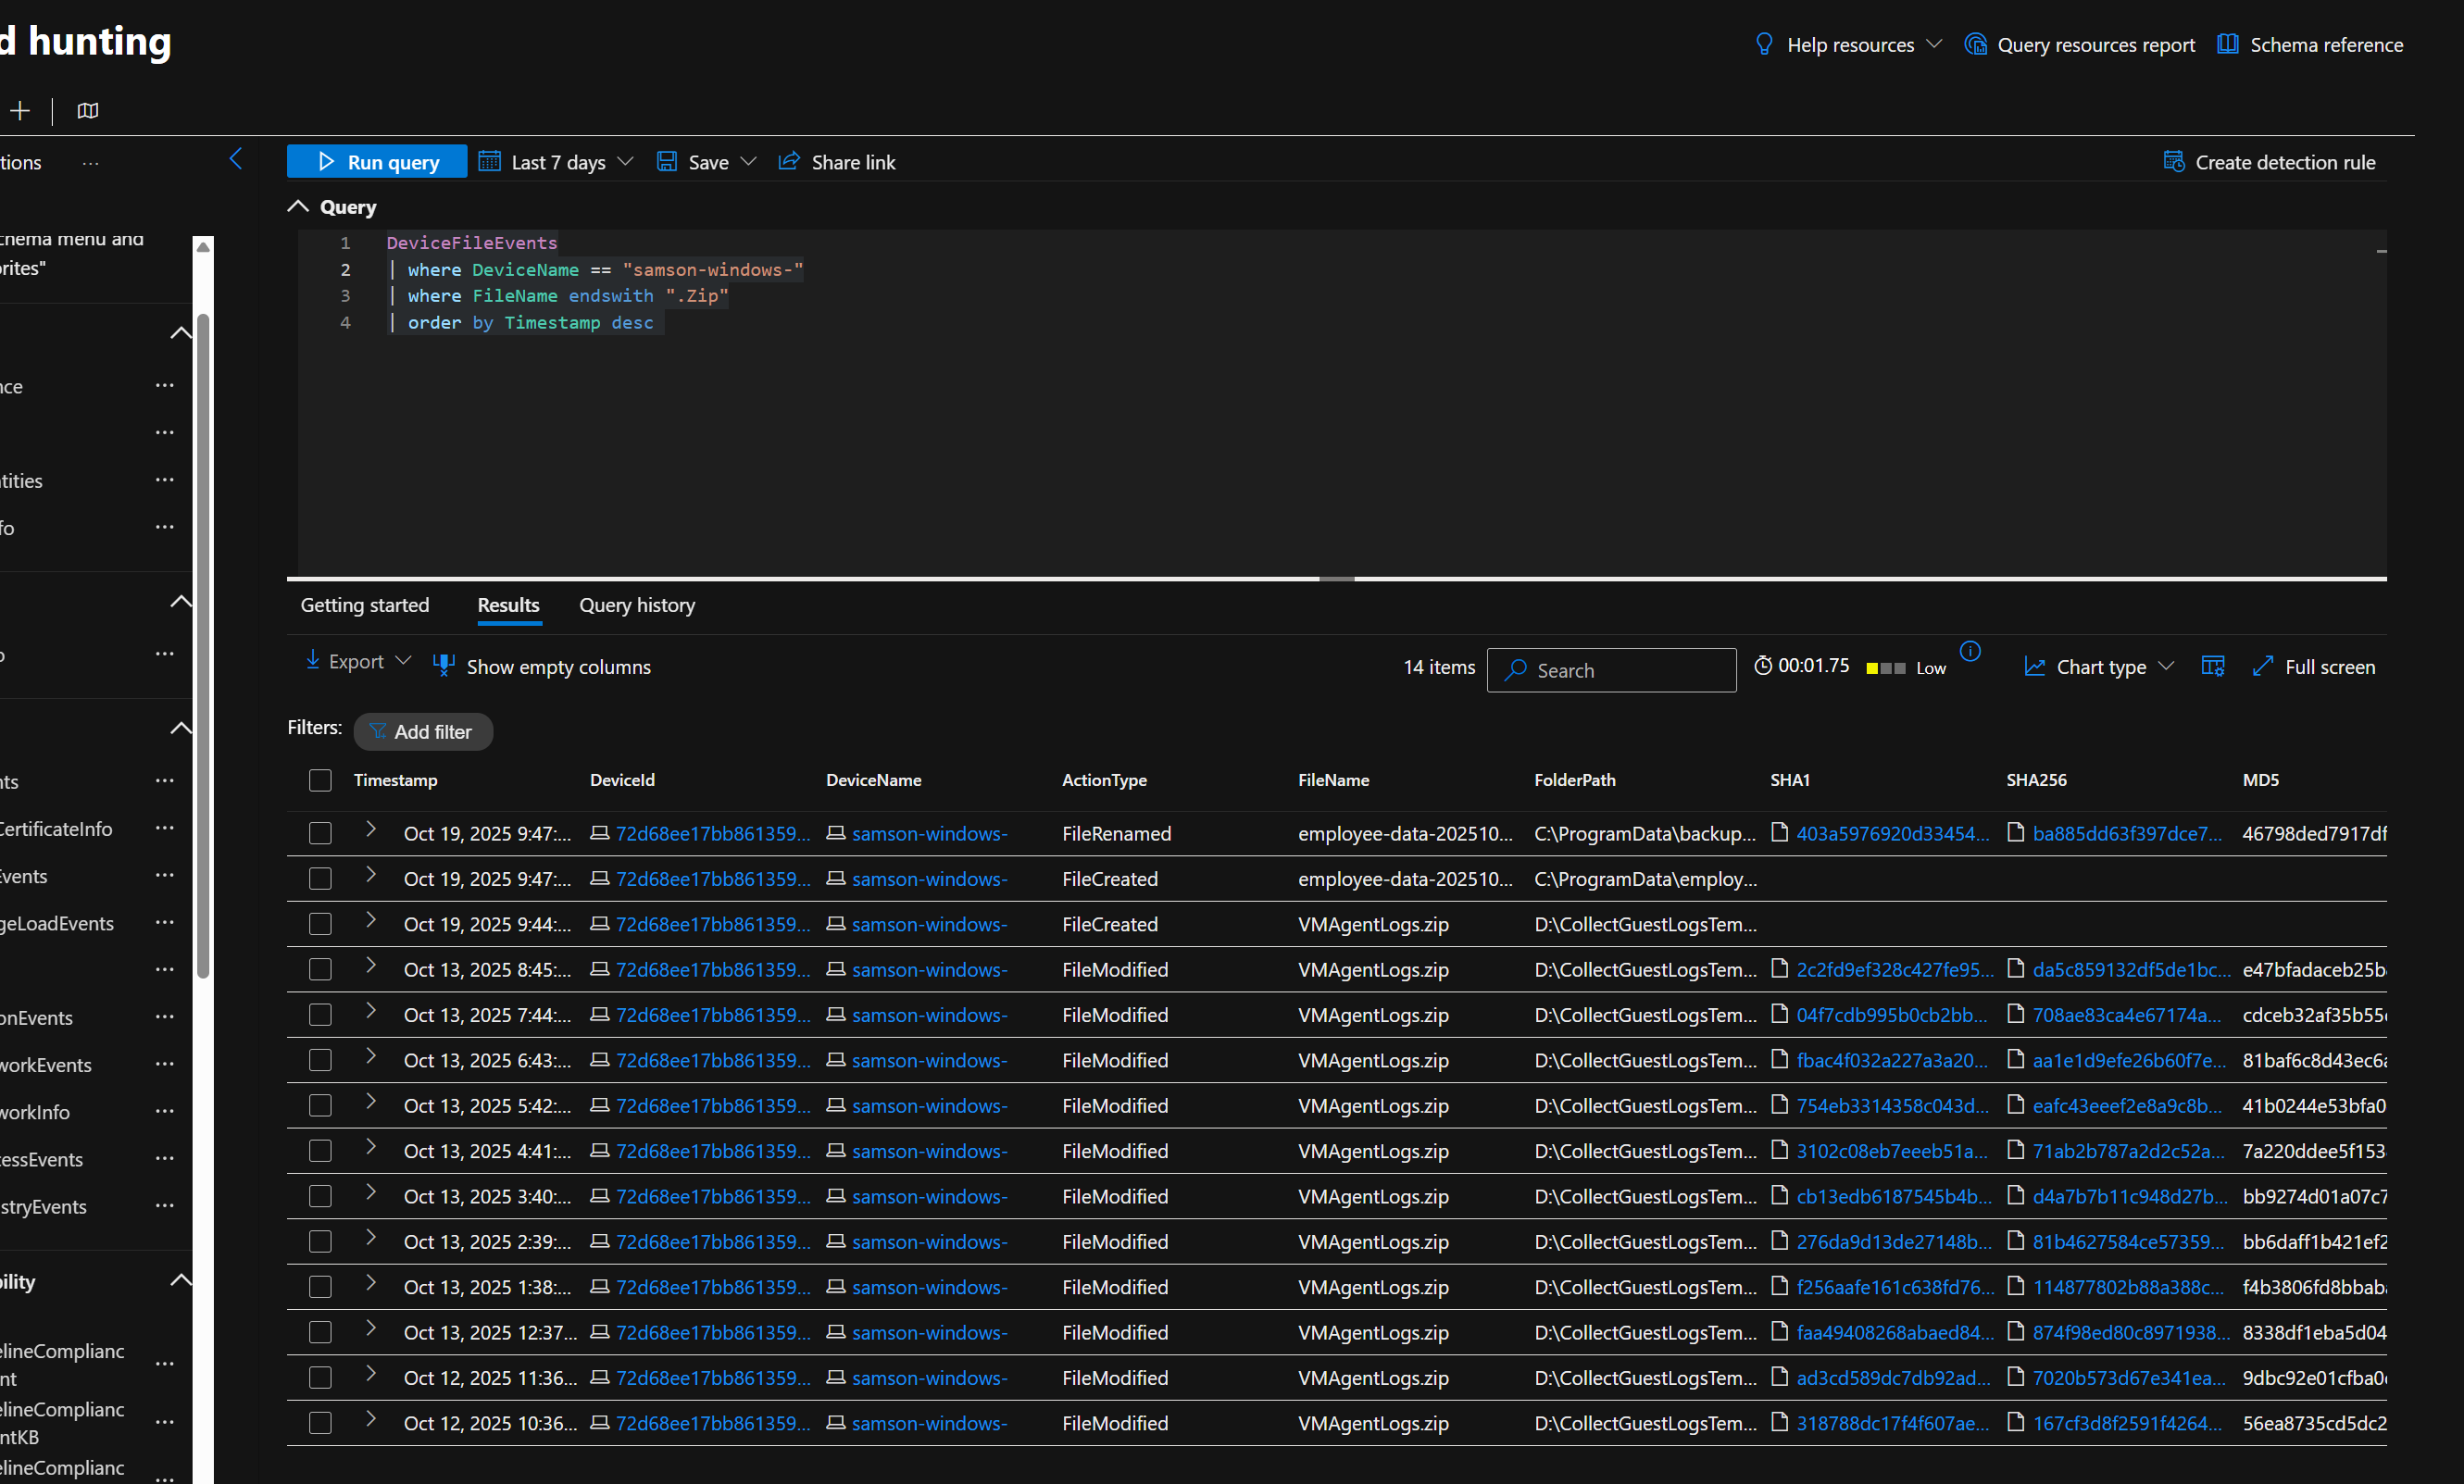 d hunting
Help resources
Query resources report
Schema reference
tions ...
Run query
Last 7 days
Save
Share link
Create detection rule
chema menu and
rites"
Query
1 DeviceFileEvents
2 | where DeviceName == "samson-windows-"
3 | where FileName endswith ".Zip"
4 | order by Timestamp desc
nce
tities
fo
o
nts
CertificateInfo
Events
geLoadEvents
onEvents
workEvents
workInfo
cessEvents
stryEvents
bility
elineComplianc
nt
elineComplianc
ntKB
elineComplianc
Getting started Results Query history
Export Show empty columns 14 items Search 00:01.75 Low Chart type Full screen
Filters: Add filter
Timestamp DeviceId DeviceName ActionType FileName FolderPath SHA1 SHA256 MD5
Oct 19, 2025 9:47:... 72d68ee17bb861359... samson-windows- FileRenamed employee-data-202510... C:\ProgramData\backup... 403a5976920d33454... ba885dd63f397dce7... 46798ded7917df
Oct 19, 2025 9:47:... 72d68ee17bb861359... samson-windows- FileCreated employee-data-202510... C:\ProgramData\employ...
Oct 19, 2025 9:44:... 72d68ee17bb861359... samson-windows- FileCreated VMAgentLogs.zip D:\CollectGuestLogsTem...
Oct 13, 2025 8:45:... 72d68ee17bb861359... samson-windows- FileModified VMAgentLogs.zip D:\CollectGuestLogsTem... 2c2fd9ef328c427fe95... da5c859132df5de1bc... e47bfadaceb25b
Oct 13, 2025 7:44:... 72d68ee17bb861359... samson-windows- FileModified VMAgentLogs.zip D:\CollectGuestLogsTem... 04f7cdb995b0cb2bb... 708ae83ca4e67174a... cdceb32af35b55
Oct 13, 2025 6:43:... 72d68ee17bb861359... samson-windows- FileModified VMAgentLogs.zip D:\CollectGuestLogsTem... fbac4f032a227a3a20... aa1e1d9efe26b60f7e... 81baf6c8d43ec6
Oct 13, 2025 5:42:... 72d68ee17bb861359... samson-windows- FileModified VMAgentLogs.zip D:\CollectGuestLogsTem... 754eb3314358c043d... eafc43eeef2e8a9c8b... 41b0244e53bfa0
Oct 13, 2025 4:41:... 72d68ee17bb861359... samson-windows- FileModified VMAgentLogs.zip D:\CollectGuestLogsTem... 3102c08eb7eeeb51a... 71ab2b787a2d2c52a... 7a220ddee5f153
Oct 13, 2025 3:40:... 72d68ee17bb861359... samson-windows- FileModified VMAgentLogs.zip D:\CollectGuestLogsTem... cb13edb6187545b4b... d4a7b7b11c948d27b... bb9274d01a07c7
Oct 13, 2025 2:39:... 72d68ee17bb861359... samson-windows- FileModified VMAgentLogs.zip D:\CollectGuestLogsTem... 276da9d13de27148b... 81b4627584ce57359... bb6daff1b421ef2
Oct 13, 2025 1:38:... 72d68ee17bb861359... samson-windows- FileModified VMAgentLogs.zip D:\CollectGuestLogsTem... f256aafe161c638fd76... 114877802b88a388c... f4b3806fd8bbab
Oct 13, 2025 12:37... 72d68ee17bb861359... samson-windows- FileModified VMAgentLogs.zip D:\CollectGuestLogsTem... faa49408268abaed84... 874f98ed80c8971938... 8338df1eba5d04
Oct 12, 2025 11:36... 72d68ee17bb861359... samson-windows- FileModified VMAgentLogs.zip D:\CollectGuestLogsTem... ad3cd589dc7db92ad... 7020b573d67e341ea... 9dbc92e01cfba0
Oct 12, 2025 10:36... 72d68ee17bb861359... samson-windows- FileModified VMAgentLogs.zip D:\CollectGuestLogsTem... 318788dc17f4f607ae... 167cf3d8f2591f4264... 56ea8735cd5dc2